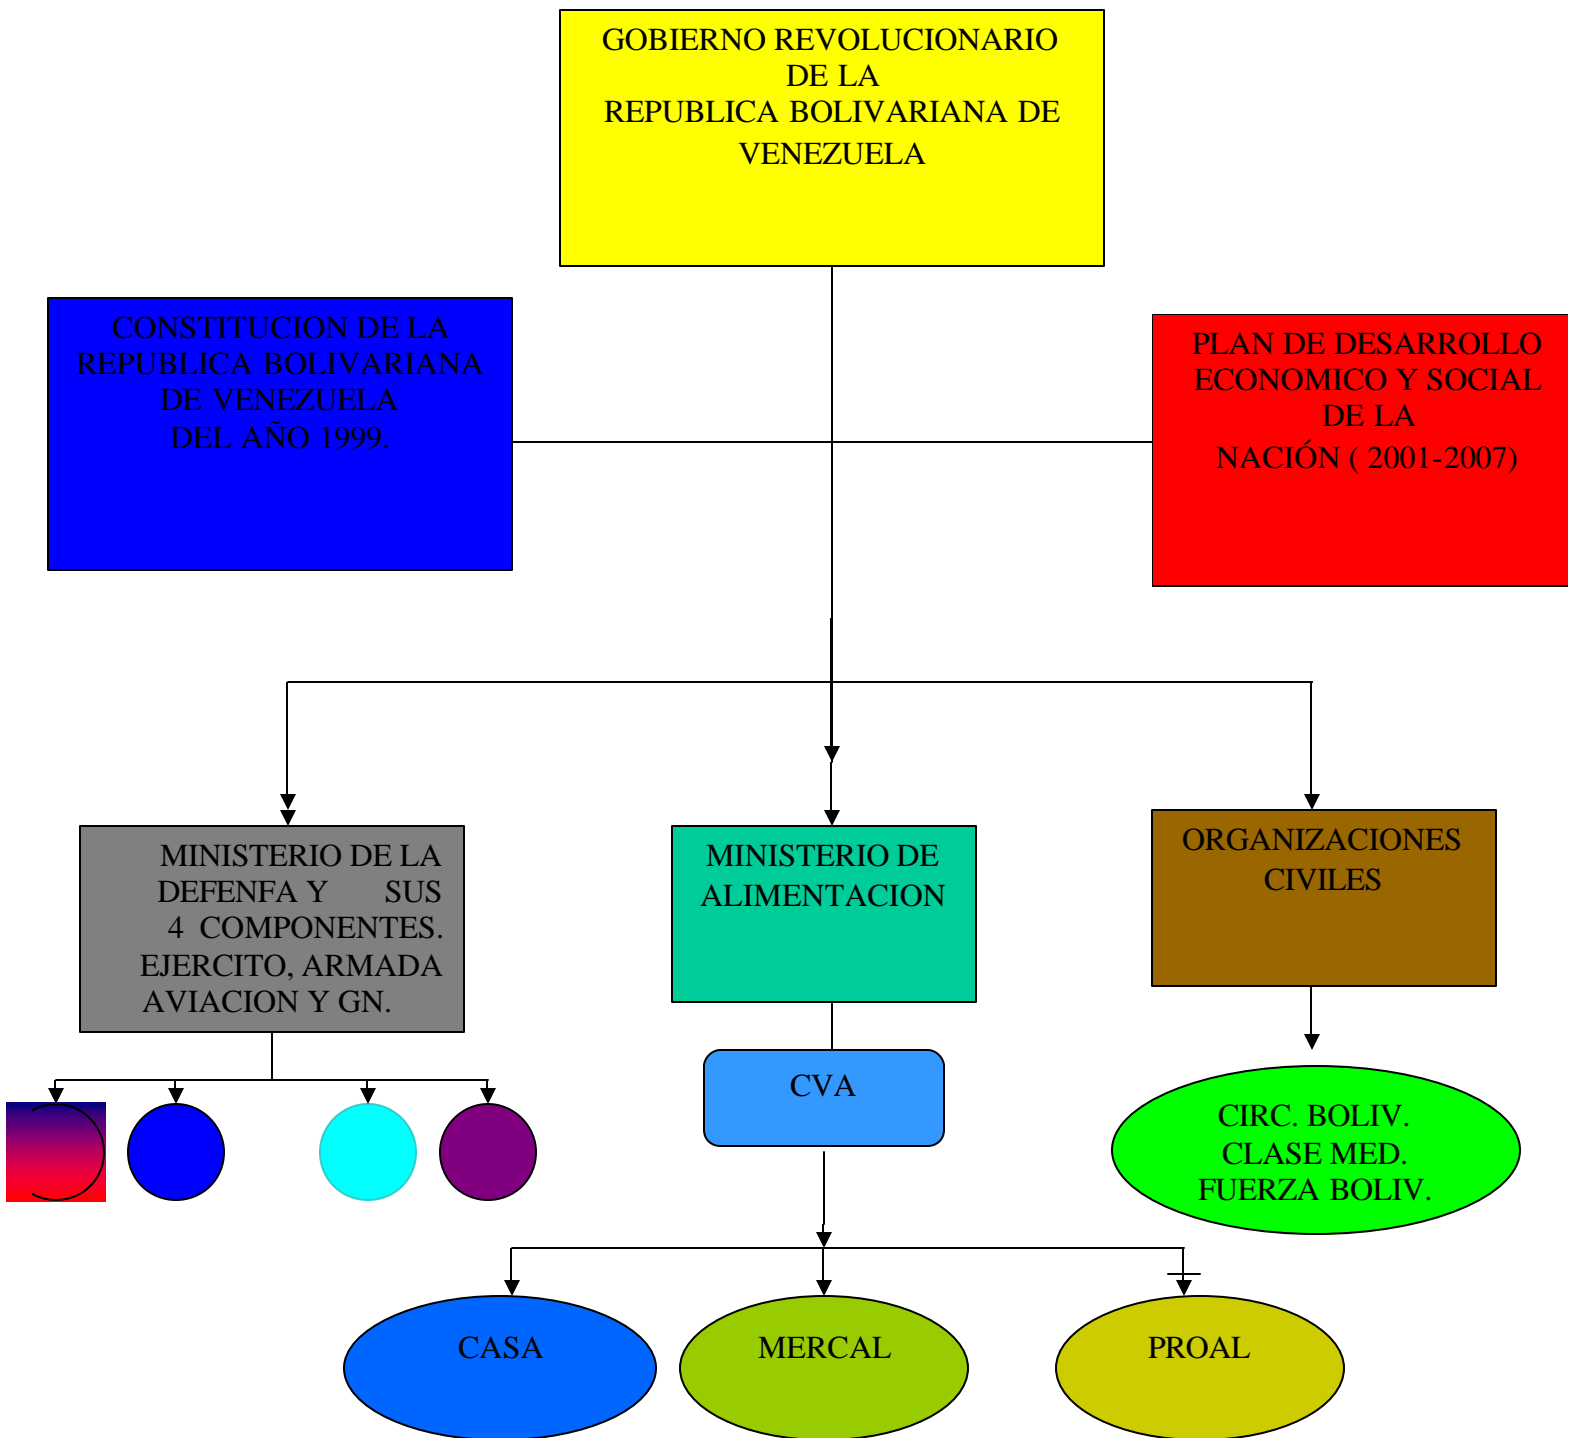 GOBIERNO REVOLUCIONARIO
DE LA
REPUBLICA BOLIVARIANA DE
VENEZUELA
CONSTITUCION DE LA
REPUBLICA BOLIVARIANA
DE VENEZUELA
DEL AÑO 1999.
PLAN DE DESARROLLO
ECONOMICO Y SOCIAL
DE LA
NACIÓN ( 2001-2007)
MINISTERIO DE LA
DEFENFA Y SUS
4 COMPONENTES.
EJERCITO, ARMADA
AVIACION Y GN.
MINISTERIO DE
ALIMENTACION
ORGANIZACIONES
CIVILES
CVA
CIRC. BOLIV.
CLASE MED.
FUERZA BOLIV.
CASA
MERCAL
PROAL